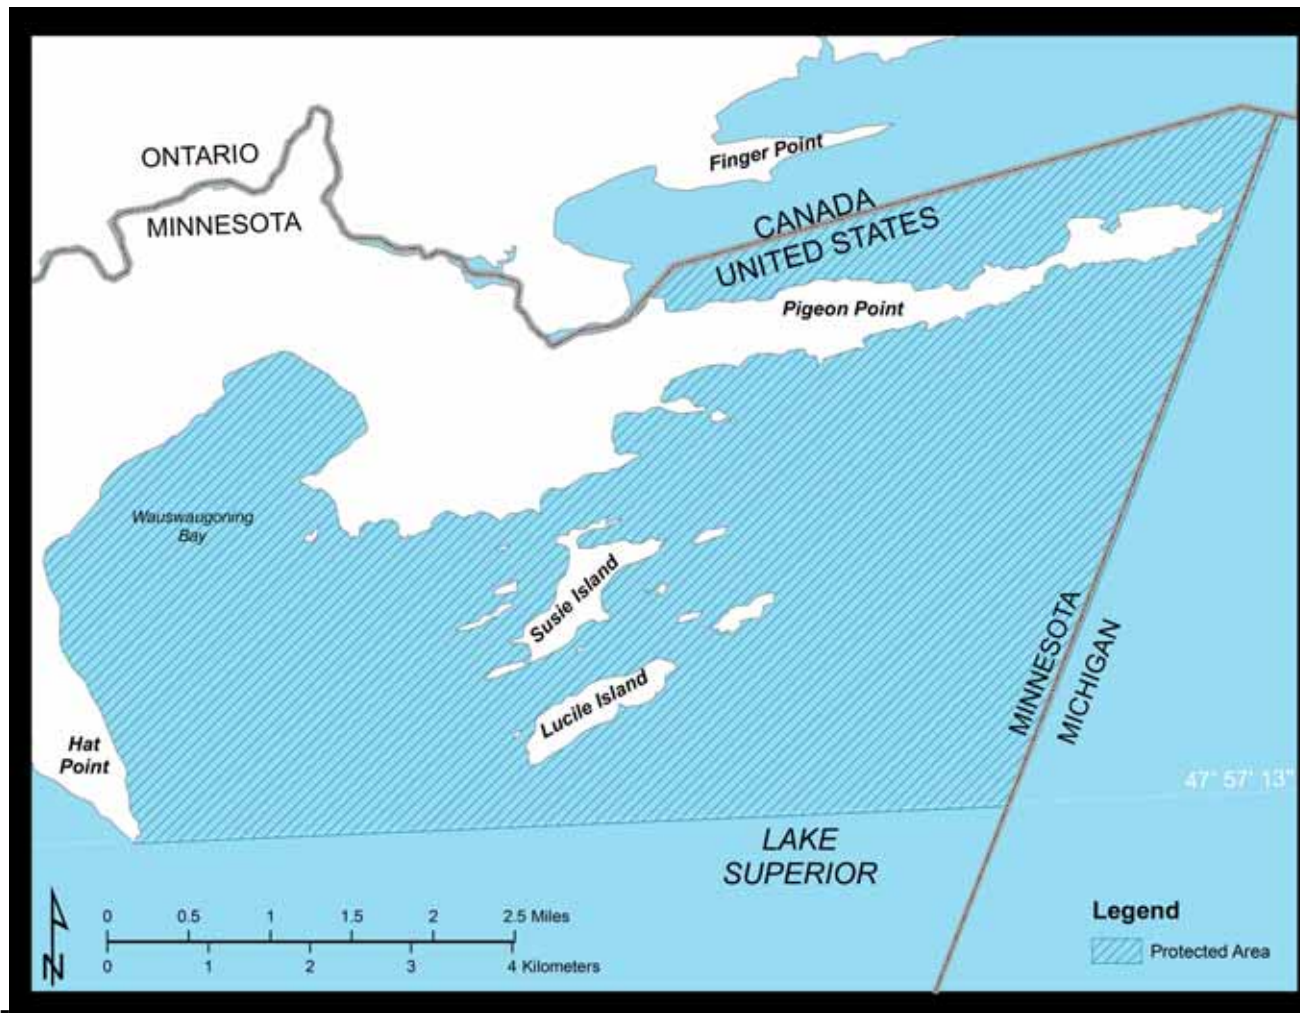 ONTARIO
MINNESOTA
Finger Point
CANADA
UNITED STATES
Pigeon Point
Wauswaugoning
Bay
Susie Island
Lucile Island
MINNESOTA
MICHIGAN
Hat
Point
47° 57' 13"
LAKE
SUPERIOR
N
0 0.5 1 1.5 2 2.5 Miles
0 1 2 3 4 Kilometers
Legend
Protected Area